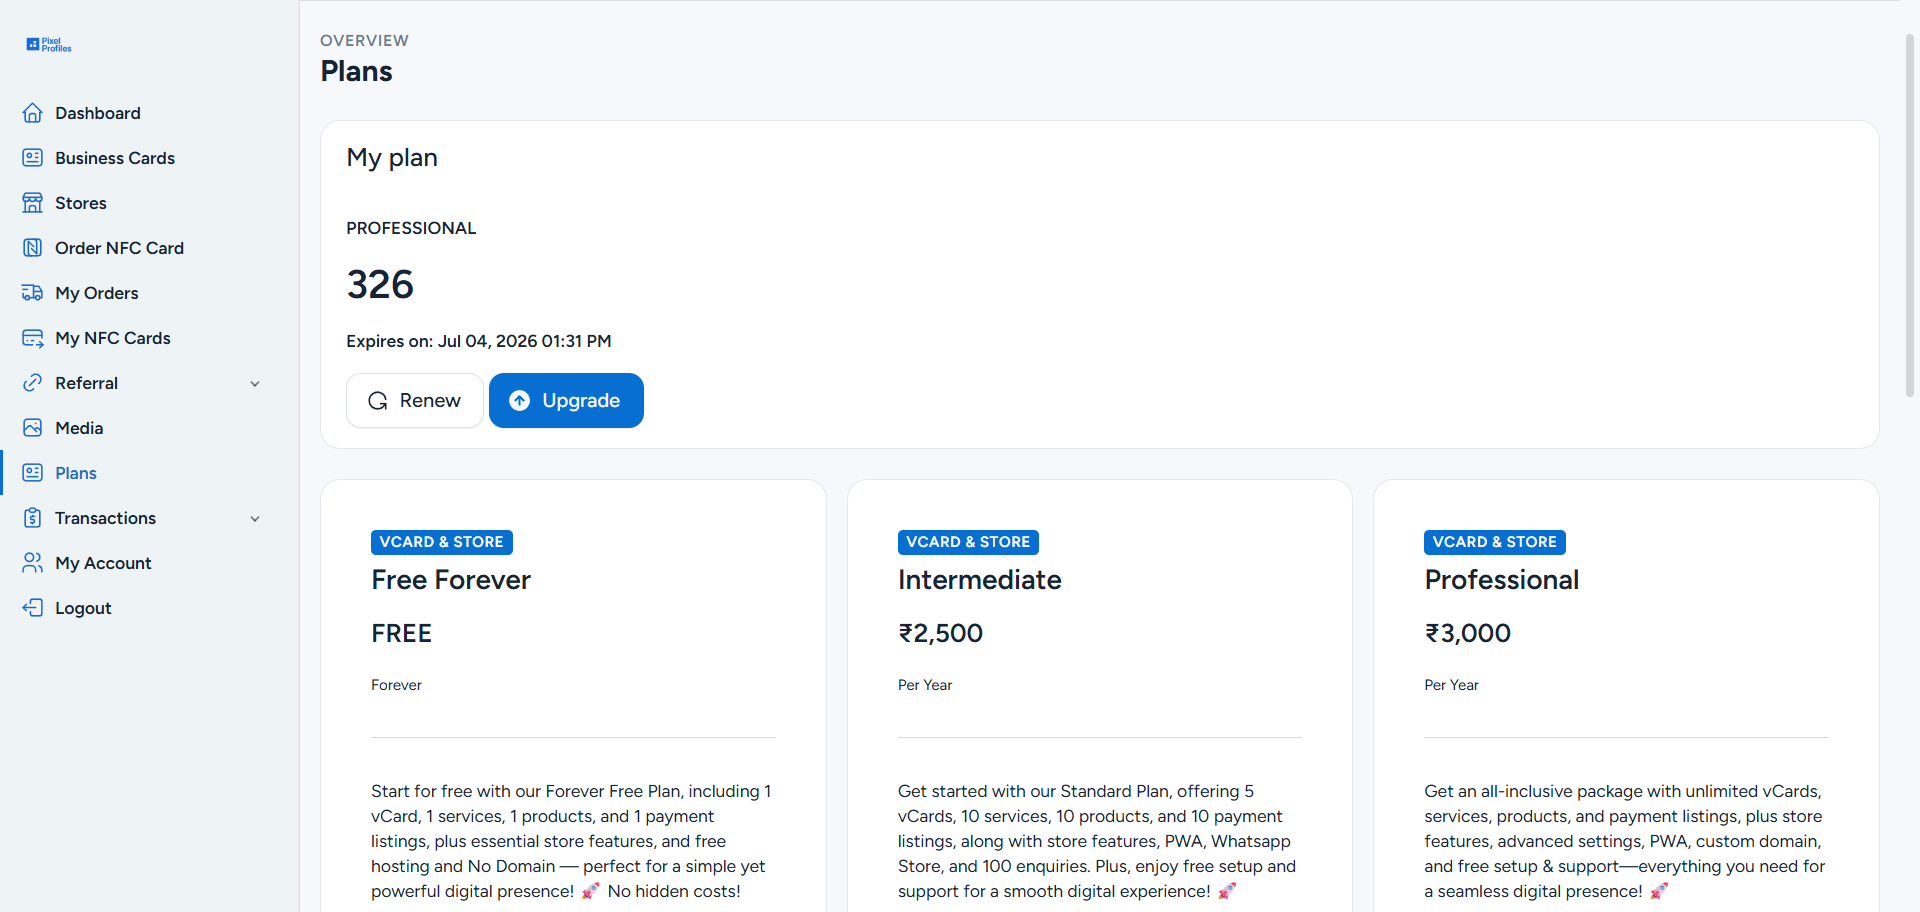 Pixel
Profiles
Dashboard
Business Cards
Stores
Order NFC Card
My Orders
My NFC Cards
Referral
Media
Plans
Transactions
My Account
Logout
OVERVIEW
Plans
My plan
PROFESSIONAL
326
Expires on: Jul 04, 2026 01:31 PM
Renew
Upgrade
VCARD & STORE
Free Forever
FREE
Forever
Start for free with our Forever Free Plan, including 1
vCard, 1 services, 1 products, and 1 payment
listings, plus essential store features, and free
hosting and No Domain — perfect for a simple yet
powerful digital presence! 🚀 No hidden costs!
VCARD & STORE
Intermediate
₹2,500
Per Year
Get started with our Standard Plan, offering 5
vCards, 10 services, 10 products, and 10 payment
listings, along with store features, PWA, Whatsapp
Store, and 100 enquiries. Plus, enjoy free setup and
support for a smooth digital experience! 🚀
VCARD & STORE
Professional
₹3,000
Per Year
Get an all-inclusive package with unlimited vCards,
services, products, and payment listings, plus store
features, advanced settings, PWA, custom domain,
and free setup & support—everything you need for
a seamless digital presence! 🚀